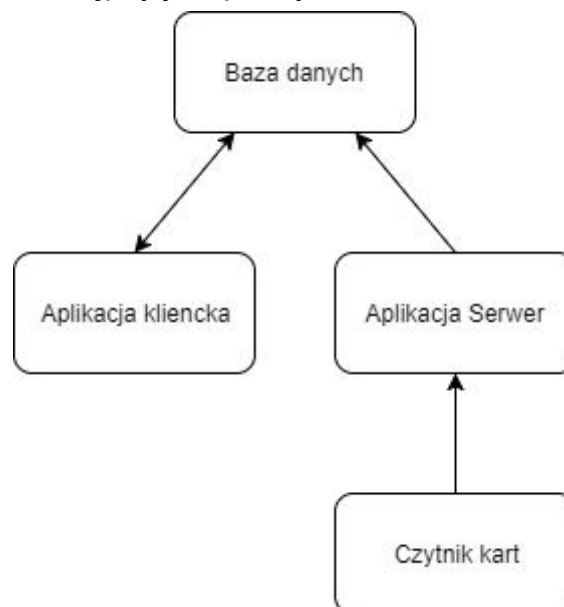 Baza danych
Aplikacja kliencka
Aplikacja Serwer
Czytnik kart